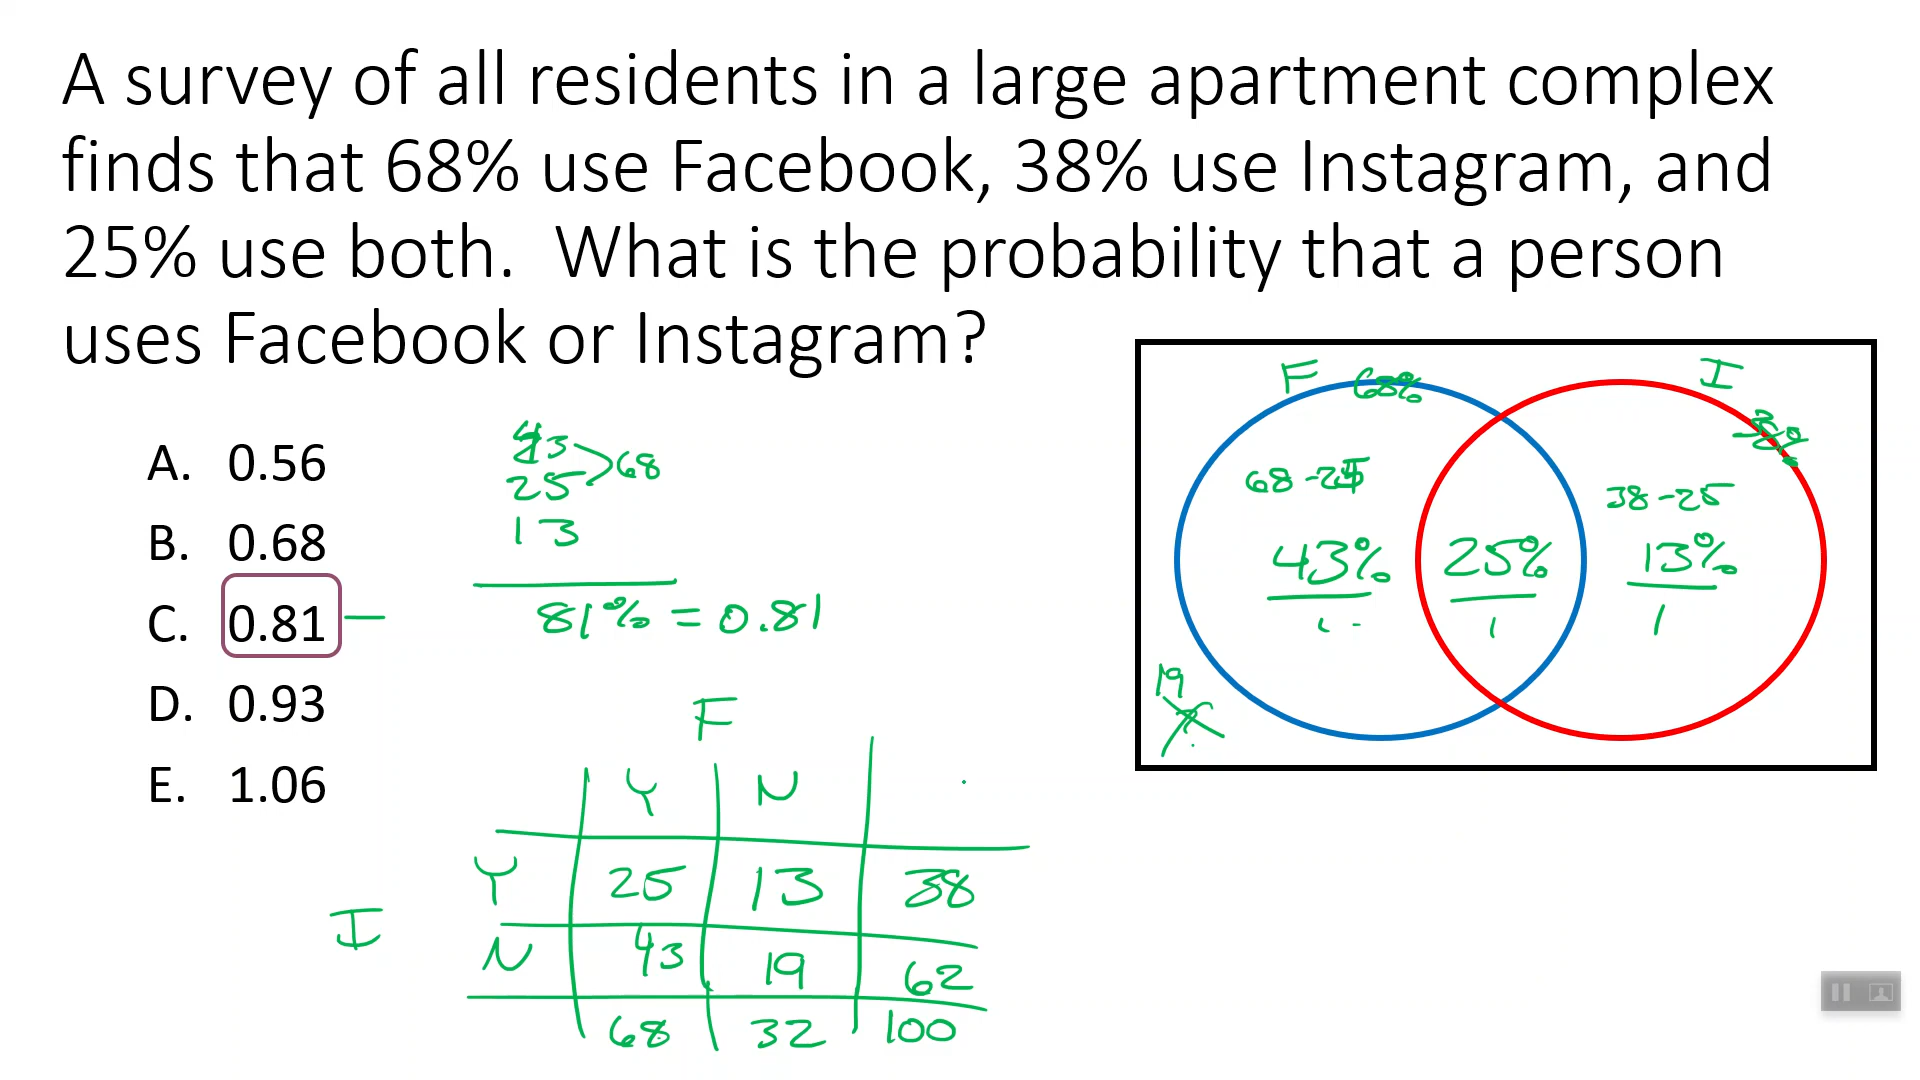 A survey of all residents in a large apartment complex
finds that 68% use Facebook, 38% use Instagram, and
25% use both.  What is the probability that a person
uses Facebook or Instagram?
A. 0.56
B. 0.68
C. 0.81 —
D. 0.93
E. 1.06
43
25 68
13
81% = 0.81
F 68% I
38%
68 - 25 38 - 25
43% 25% 13%
19
?
F
Y N
I
Y 25 13 38
N 43 19 62
68 32 100